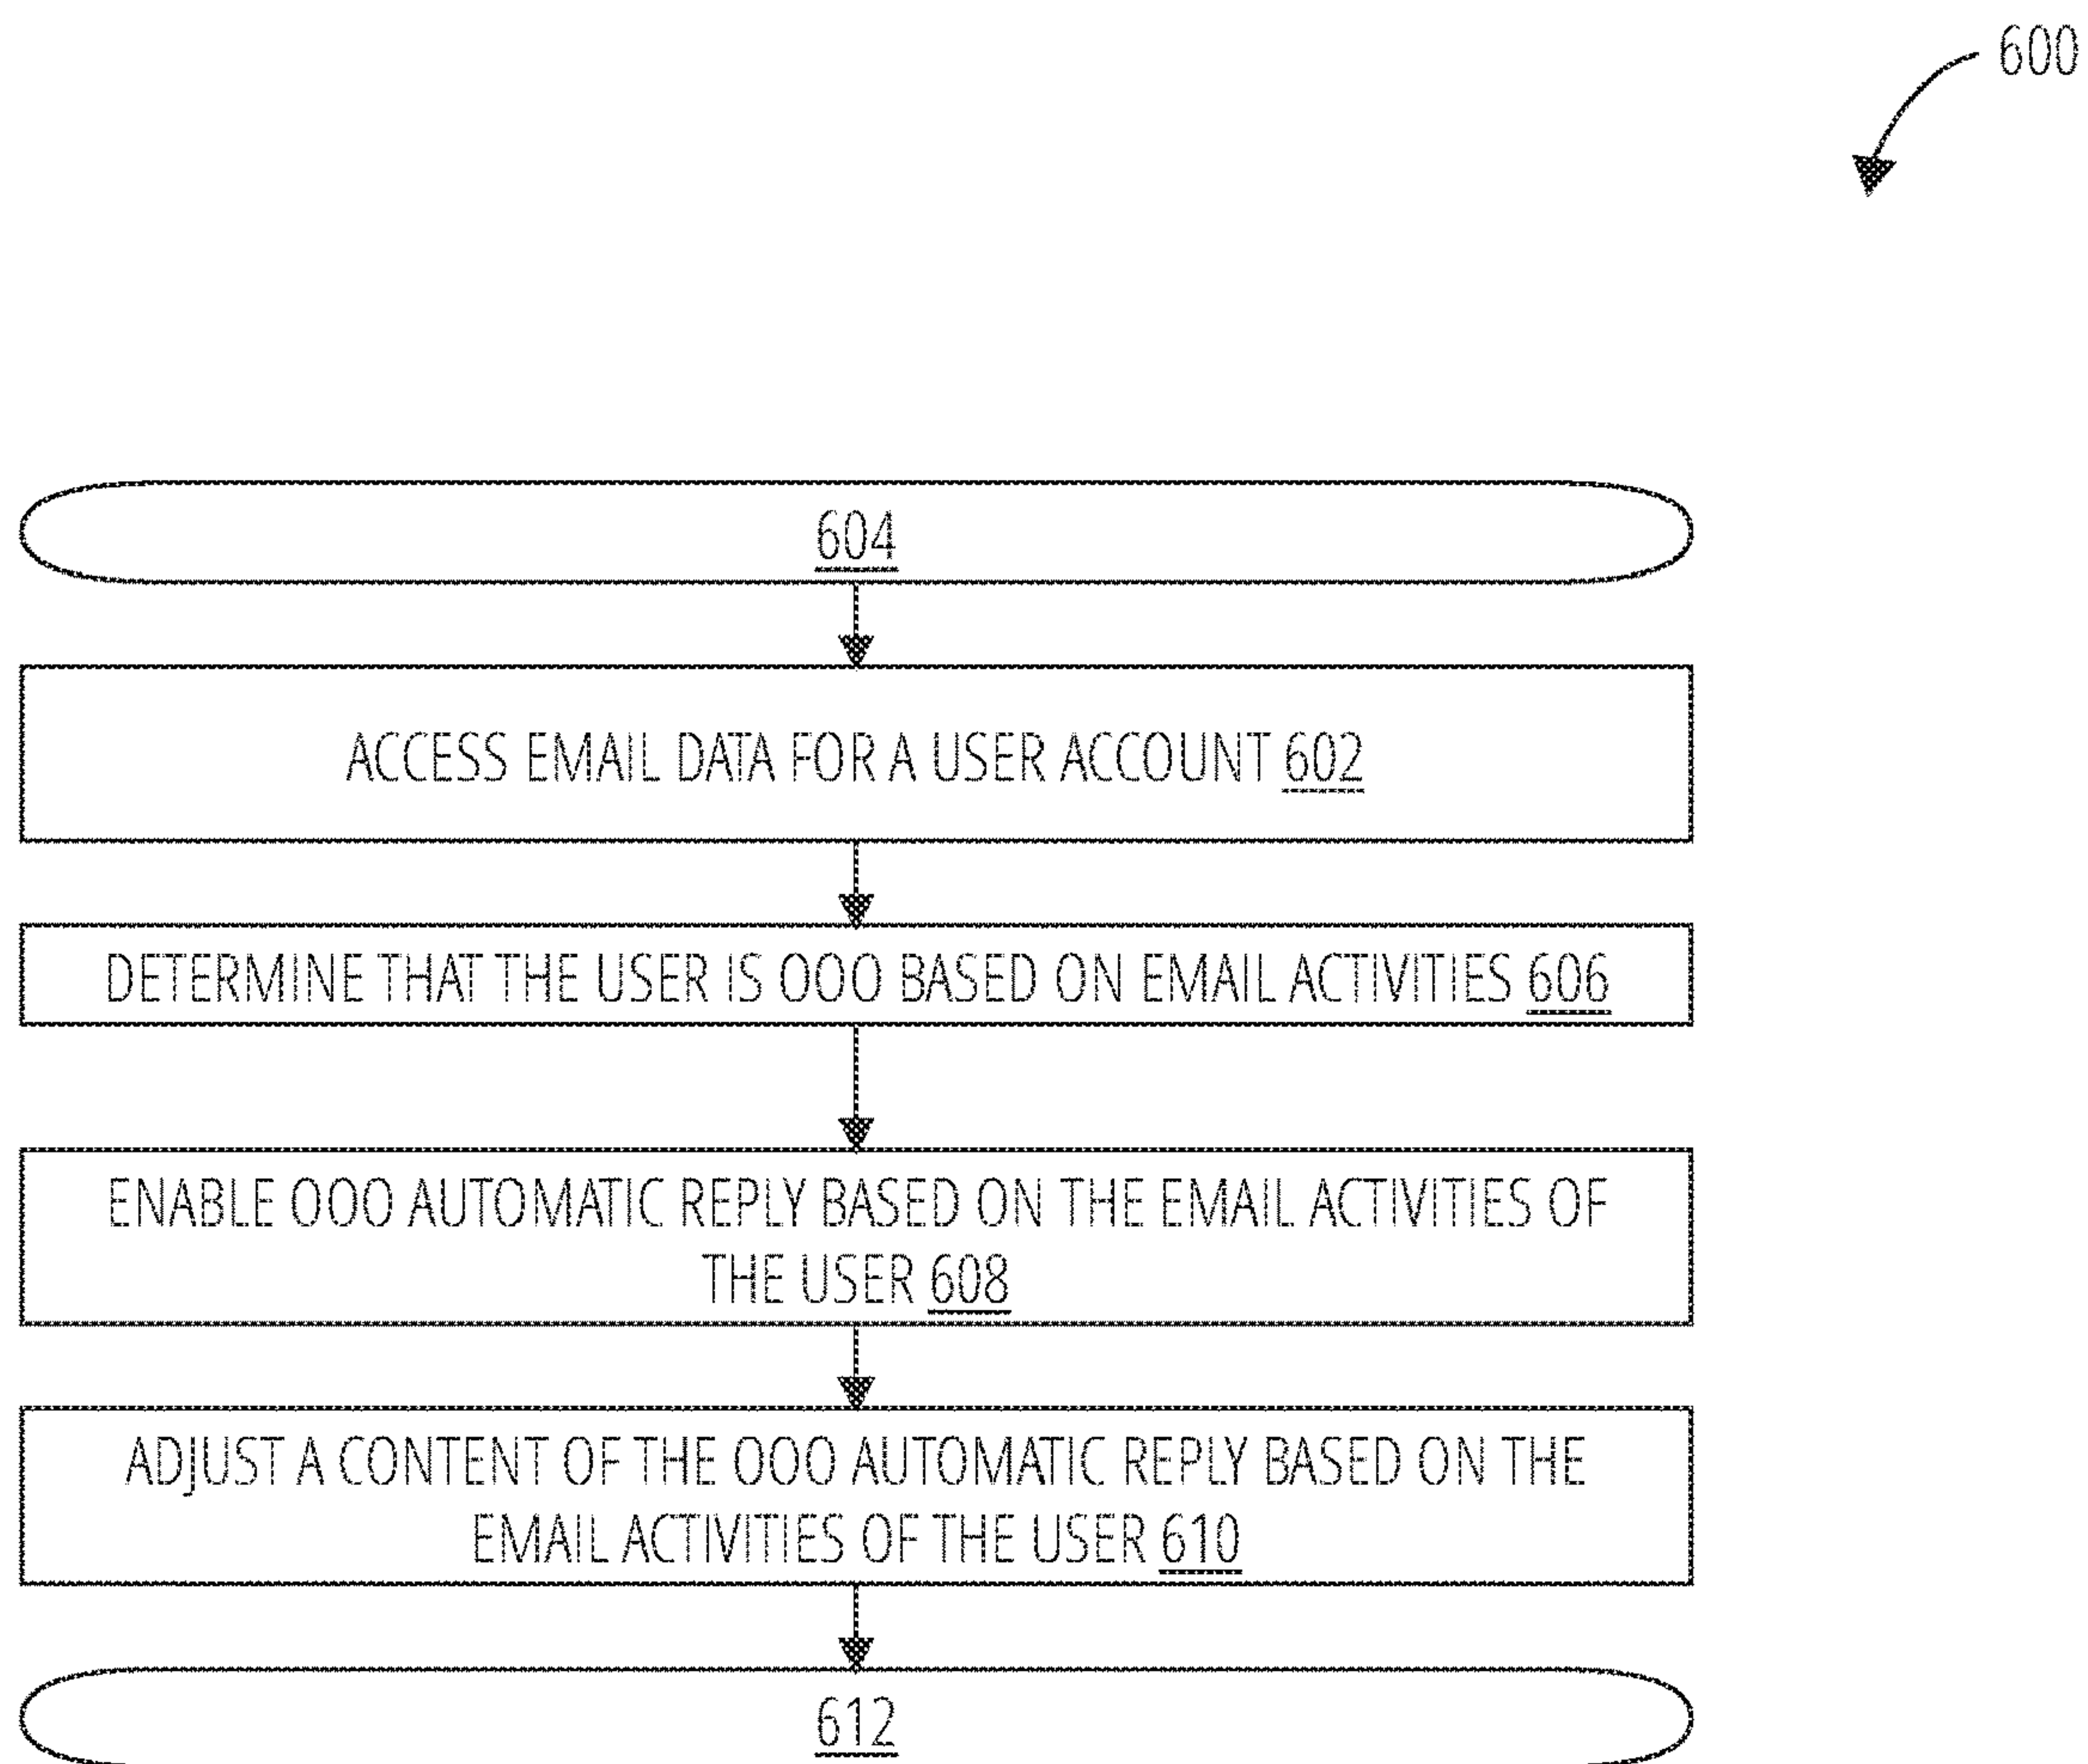 600
604
ACCESS EMAIL DATA FOR A USER ACCOUNT 602
DETERMINE THAT THE USER IS OOO BASED ON EMAIL ACTIVITIES 606
ENABLE OOO AUTOMATIC REPLY BASED ON THE EMAIL ACTIVITIES OF
THE USER 608
ADJUST A CONTENT OF THE OOO AUTOMATIC REPLY BASED ON THE
EMAIL ACTIVITIES OF THE USER 610
612